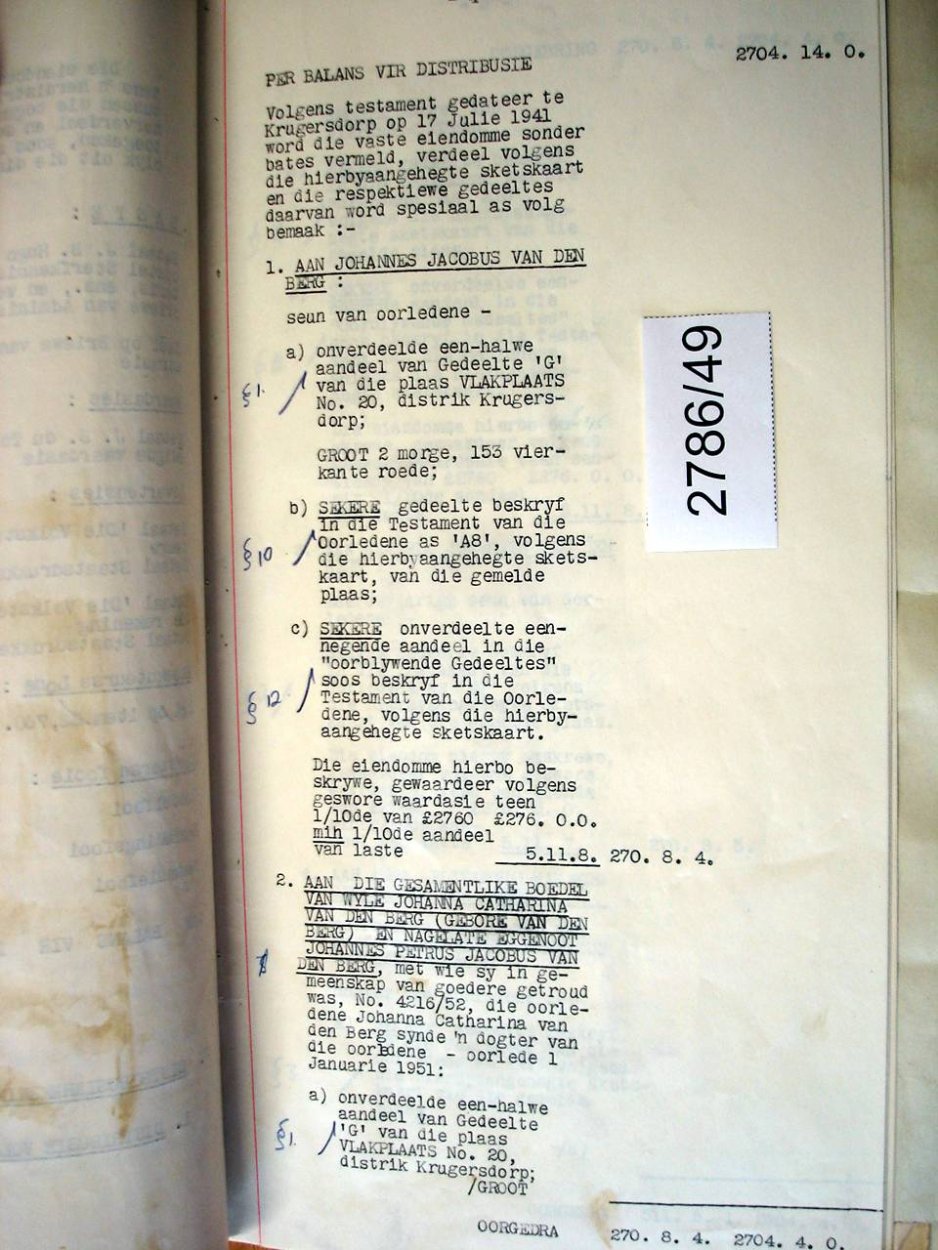 PER BALANS VIR DISTRIBUSIE 2704. 14. 0.
Volgens testament gedateer te
Krugersdorp op 17 Julie 1941
word die vaste eiendomme sonder
bates vermeld, verdeel volgens
die hierbyaangehegte sketskaart
en die respektiewe gedeeltes
daarvan word spesiaal as volg
bemaak :-
1. AAN JOHANNES JACOBUS VAN DEN
BERG :
seun van oorledene -
a) onverdeelde een-halwe
aandeel van Gedeelte 'G'
§1. van die plaas VLAKPLAATS
No. 20, distrik Krugers-
dorp;
GROOT 2 morge, 153 vier-
kante roede;
b) SEKERE gedeelte beskryf
in die Testament van die
§10 Oorledene as 'A8', volgens
die hierbyaangehegte skets-
kaart, van die gemelde
plaas;
c) SEKERE onverdeelte een-
negende aandeel in die
"oorblywende Gedeeltes"
soos beskryf in die
§12 Testament van die Oorle-
dene, volgens die hierby-
aangehegte sketskaart.
Die eiendomme hierbo be-
skrywe, gewaardeer volgens
geswore waardasie teen
1/10de van £2760 £276. 0.0.
min 1/10de aandeel
van laste 5.11.8. 270. 8. 4.
2. AAN DIE GESAMENTLIKE BOEDEL
VAN WYLE JOHANNA CATHARINA
VAN DEN BERG (GEBORE VAN DEN
BERG) EN NAGELATE EGGENOOT
JOHANNES PETRUS JACOBUS VAN
DEN BERG, met wie sy in ge-
meenskap van goedere getroud
was, No. 4216/52, die oorle-
dene Johanna Catharina van
den Berg synde 'n dogter van
die oorldene - oorlede 1
Januarie 1951:
a) onverdeelde een-halwe
aandeel van Gedeelte
§1. 'G' van die plaas
VLAKPLAATS No. 20,
distrik Krugersdorp;
/GROOT
OORGEDRA 270. 8. 4. 2704. 4. 0.
2786/49